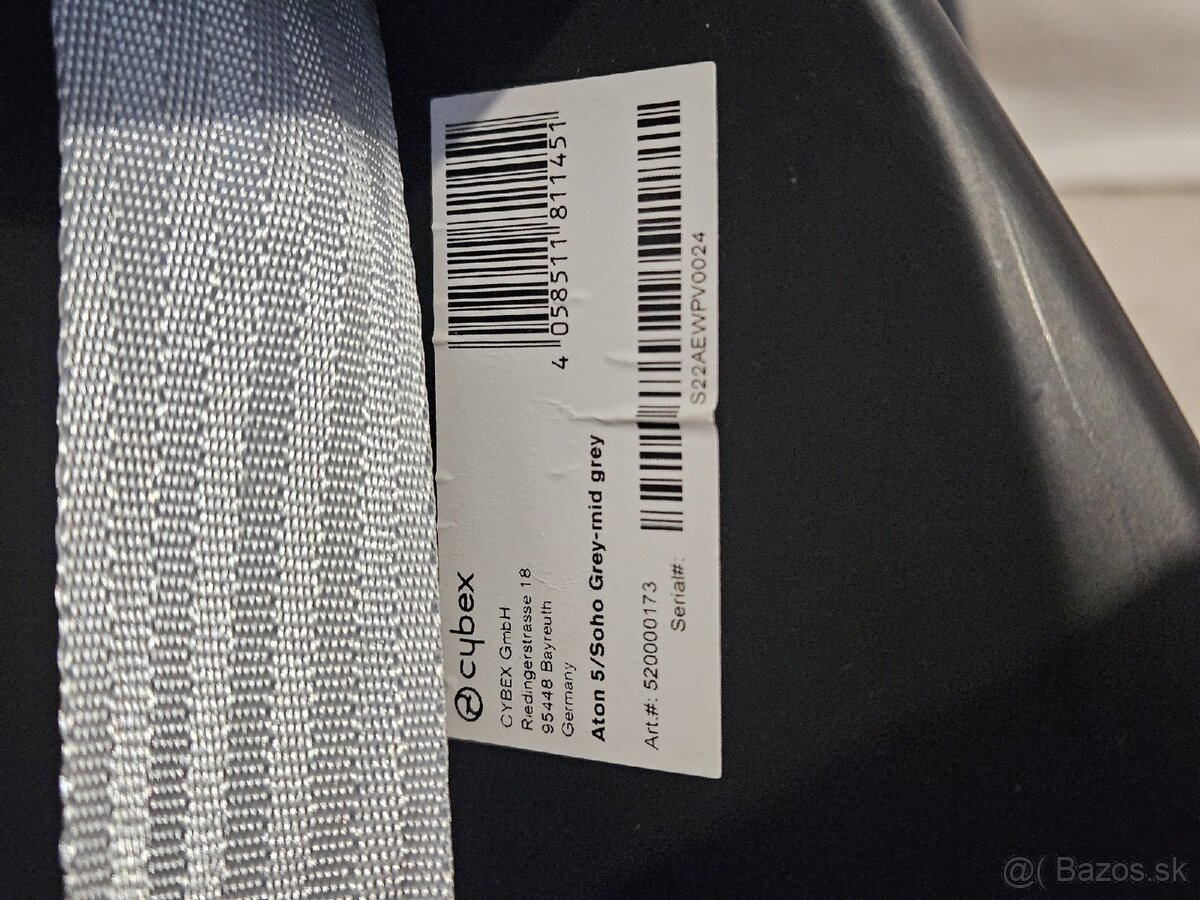 cybex
CYBEX GmbH
Riedingerstrasse 18
95448 Bayreuth
Germany
4 058511 811451
Aton 5/Soho Grey-mid grey
Art.#: 520000173
Serial#:
S22AEWPV0024
@( Bazos.sk